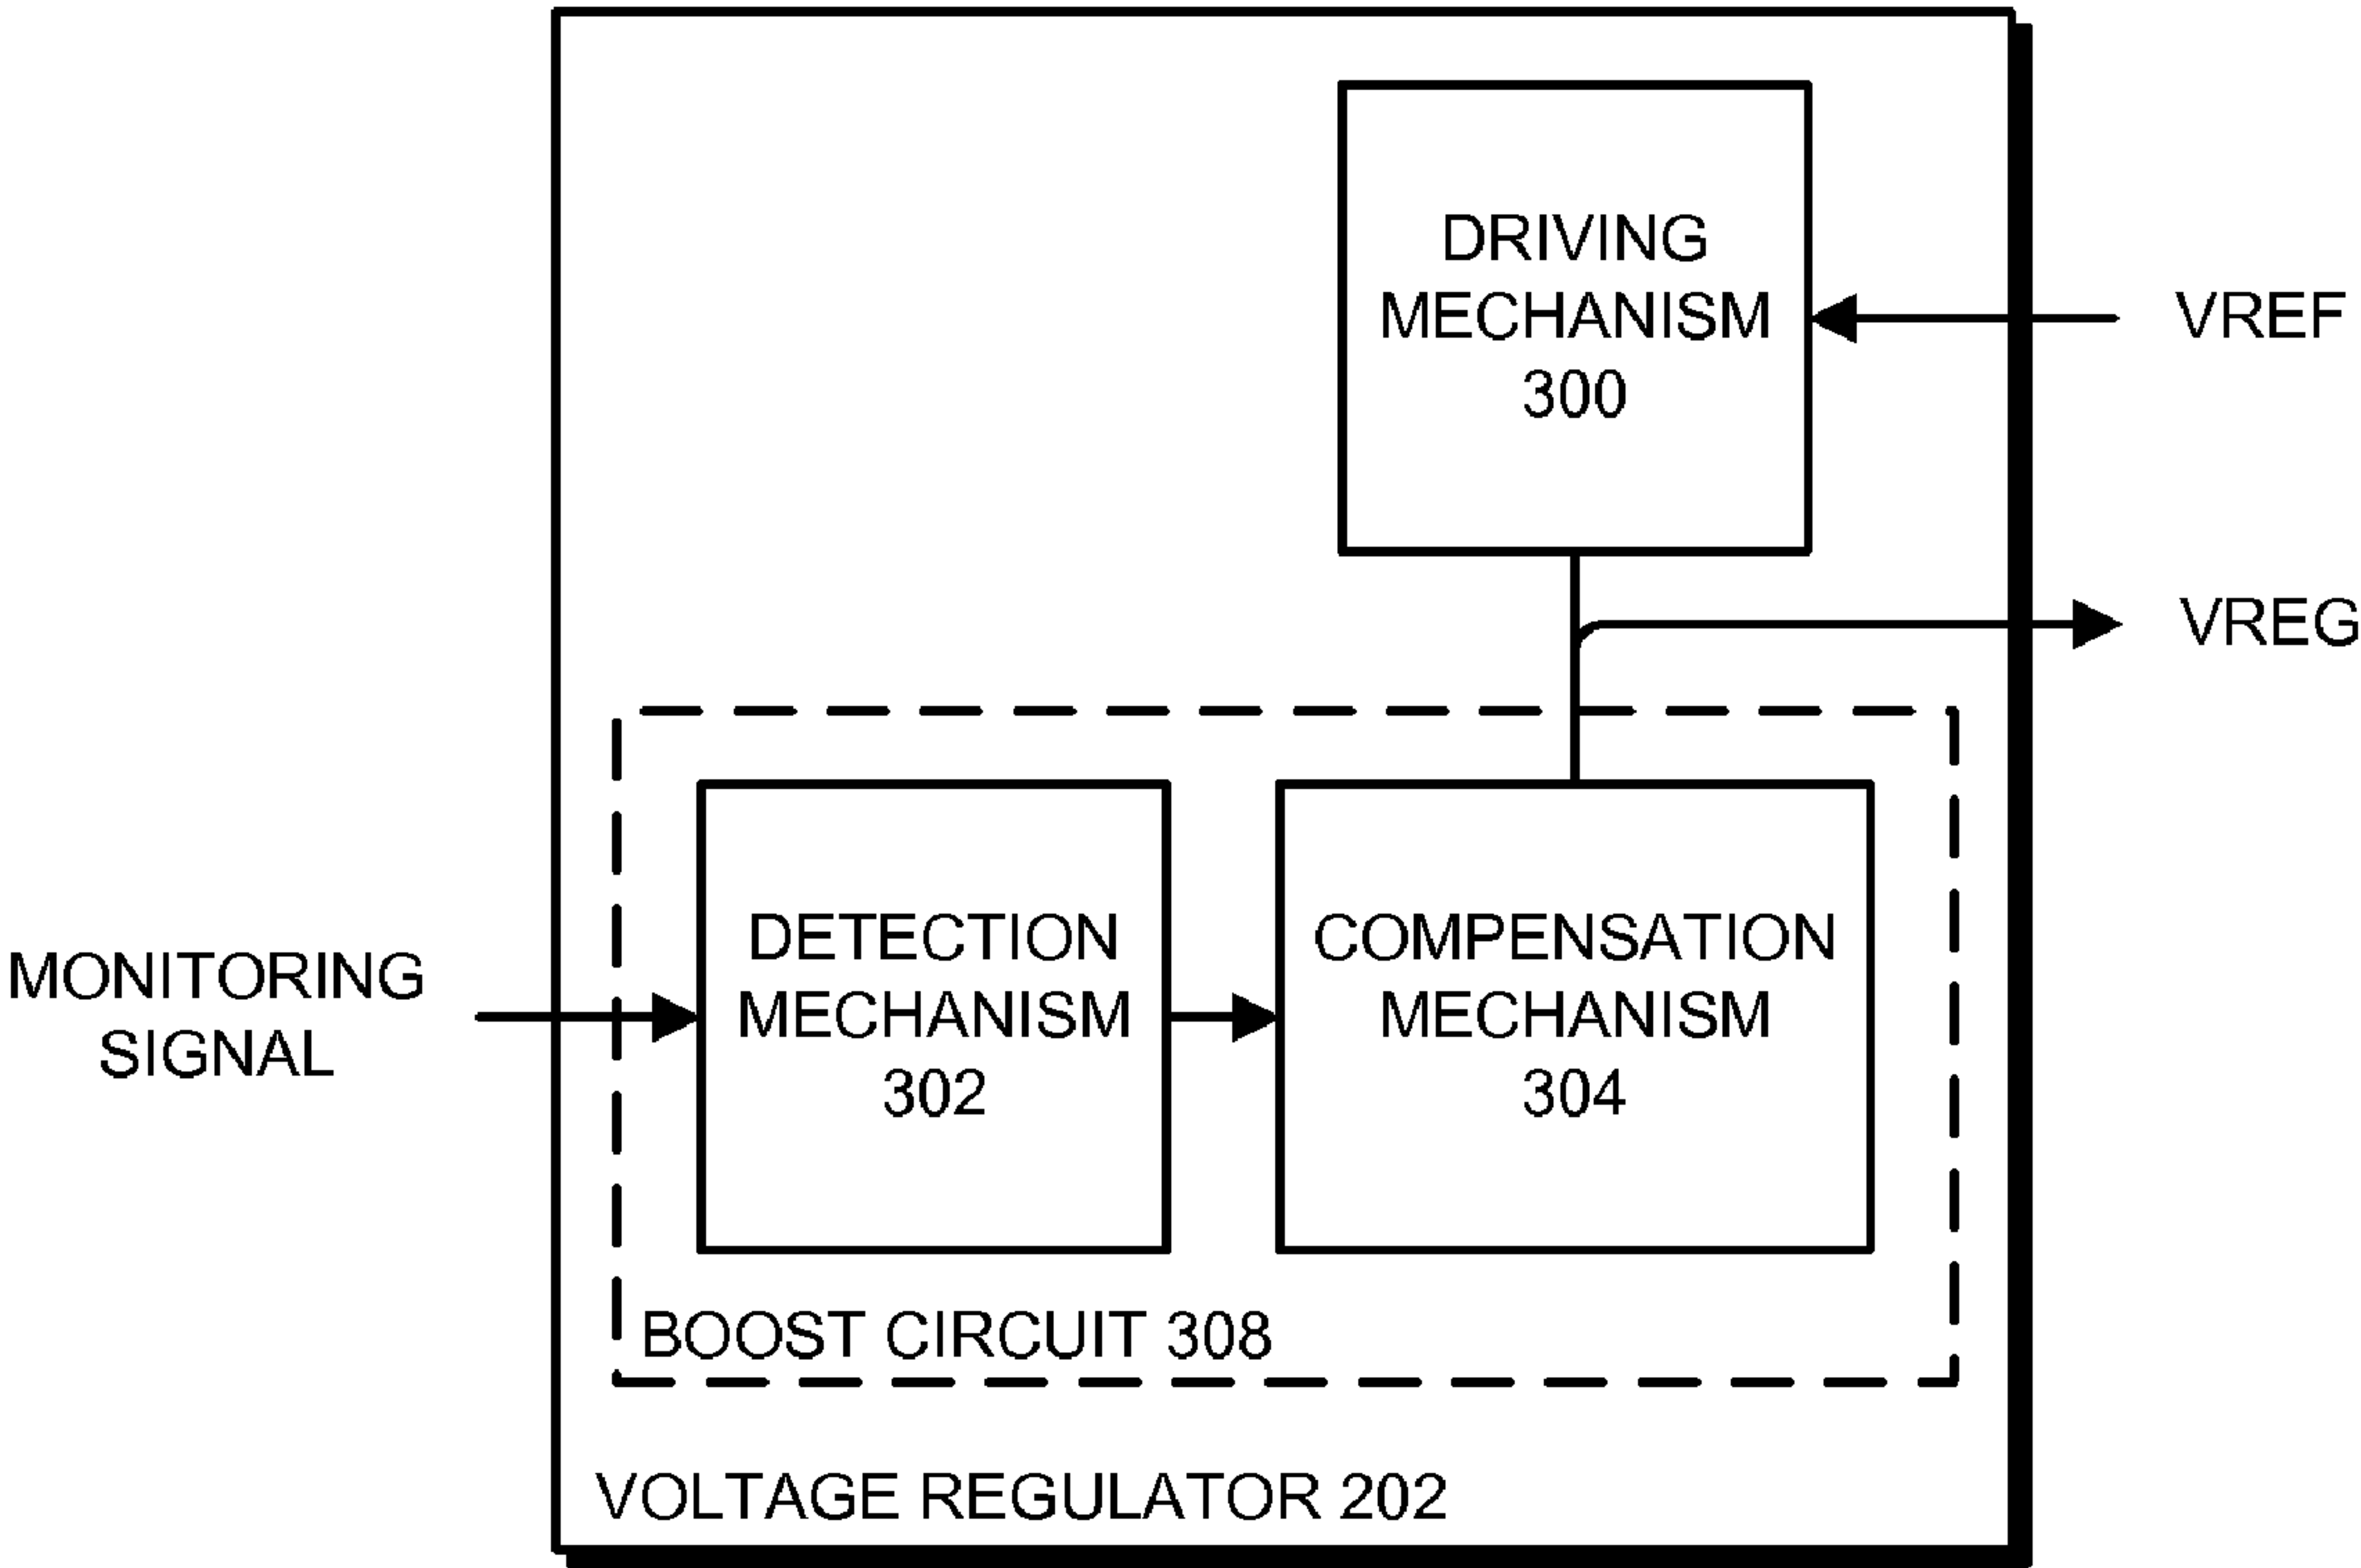 DRIVING
MECHANISM
300
VREF
VREG
MONITORING
SIGNAL
DETECTION
MECHANISM
302
COMPENSATION
MECHANISM
304
BOOST CIRCUIT 308
VOLTAGE REGULATOR 202